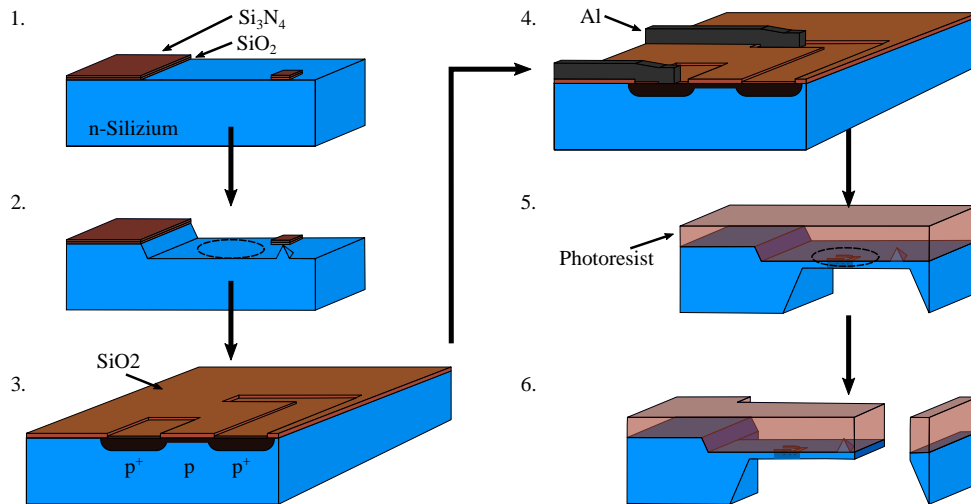 1.
Si₃N₄
SiO₂
n-Silizium
2.
3.
SiO2
p⁺ p p⁺
4.
Al
5.
Photoresist
6.